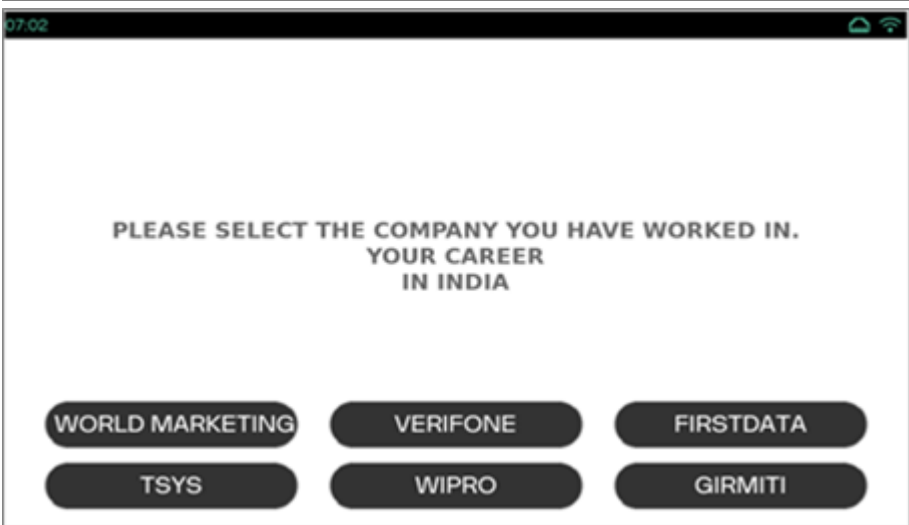 07:02
PLEASE SELECT THE COMPANY YOU HAVE WORKED IN.
YOUR CAREER
IN INDIA
WORLD MARKETING VERIFONE FIRSTDATA
TSYS WIPRO GIRMITI